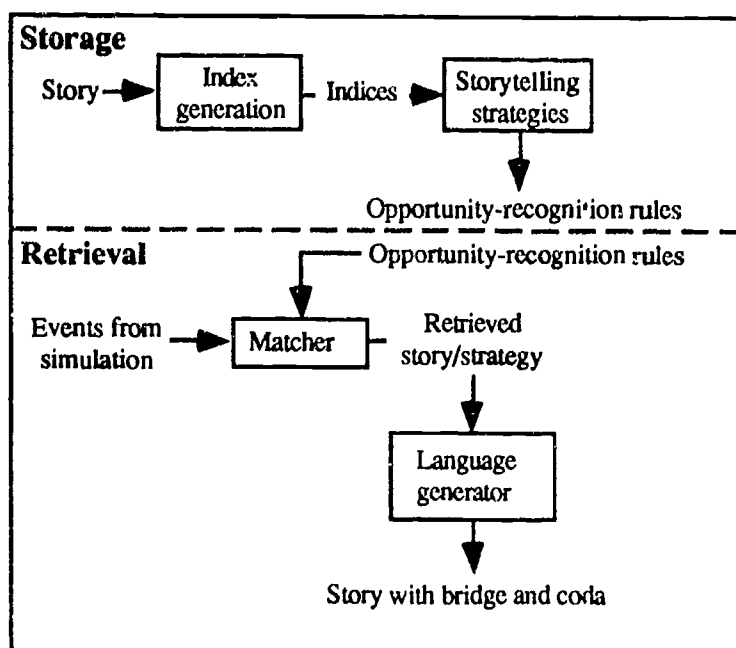 Storage
Story
Index
generation
Indices
Storytelling
strategies
Opportunity-recognition rules
Retrieval
Opportunity-recognition rules
Events from
simulation
Matcher
Retrieved
story/strategy
Language
generator
Story with bridge and coda